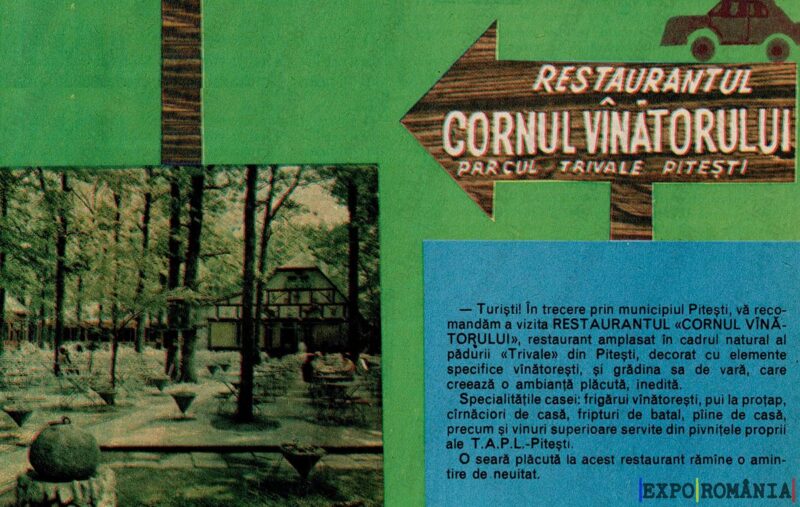 RESTAURANTUL
CORNUL VÎNĂTORULUI
PARCUL TRIVALE PITEȘTI
— Turiști! În trecere prin municipiul Pitești, vă reco-
mandăm a vizita RESTAURANTUL «CORNUL VÎNĂ-
TORULUI», restaurant amplasat în cadrul natural al
pădurii «Trivale» din Pitești, decorat cu elemente
specifice vînătorești, și grădina sa de vară, care
creează o ambianță plăcută, inedită.
Specialitățile casei: frigărui vînătorești, pui la proțap,
cîrnăciori de casă, fripturi de batal, pîine de casă,
precum și vinuri superioare servite din pivnițele proprii
ale T.A.P.L.-Pitești.
O seară plăcută la acest restaurant rămîne o amin-
tire de neuitat.
EXPO ROMÂNIA